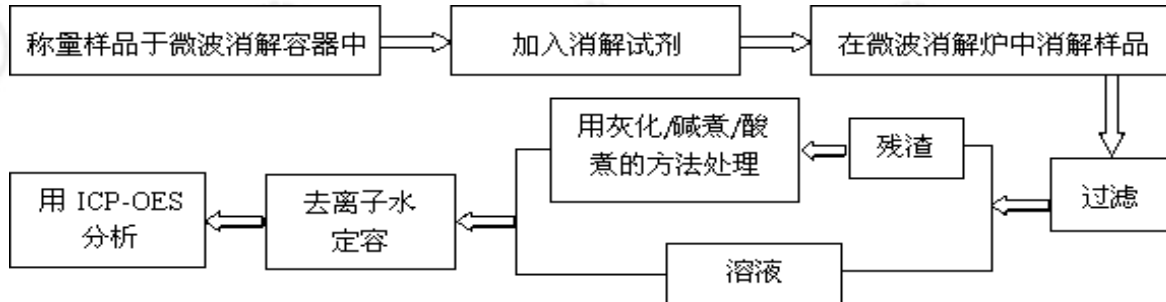 称量样品于微波消解容器中
加入消解试剂
在微波消解炉中消解样品
过滤
残渣
用灰化/碱煮/酸
煮的方法处理
溶液
去离子水
定容
用 ICP-OES
分析